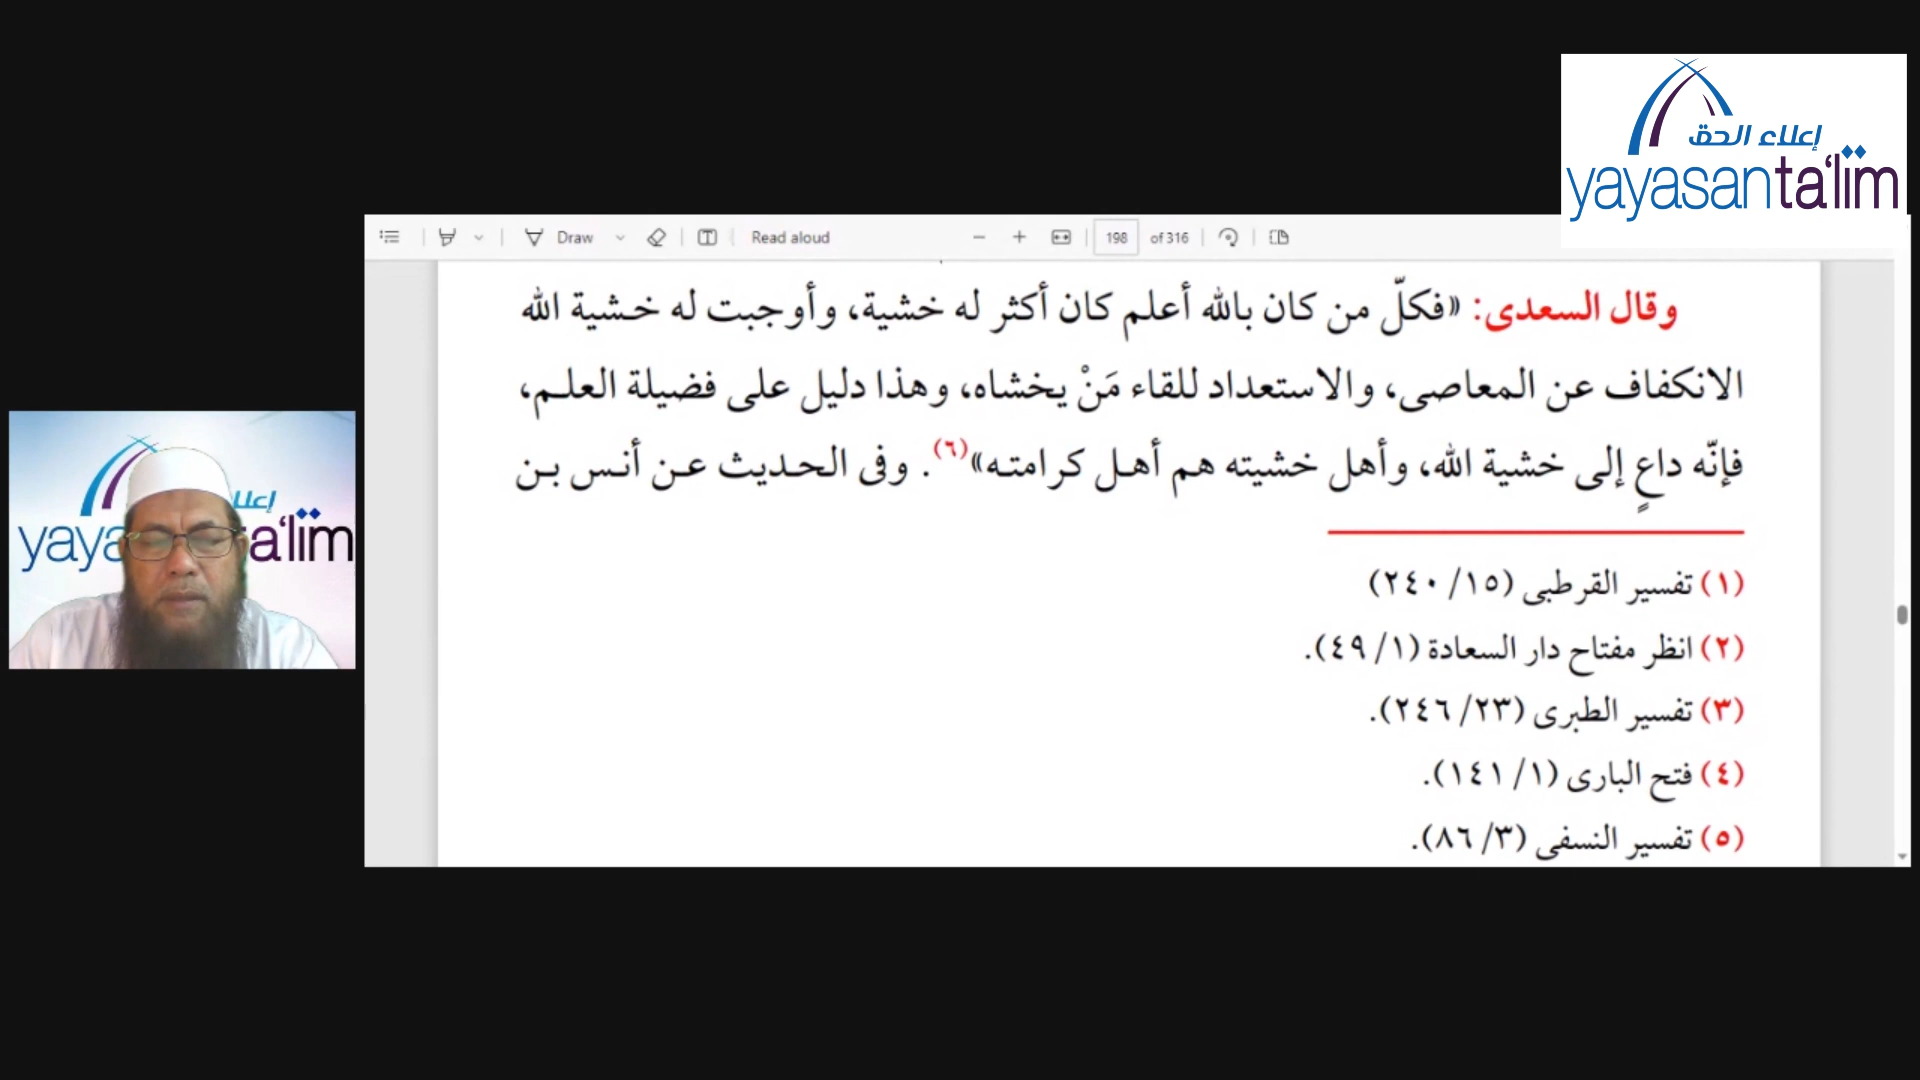 إعلاء الحق
yayasanta'lim
Draw
Read aloud
198 of 316
وقال السعدى: «فكلّ من كان بالله أعلم كان أكثر له خشية، وأوجبت له خشية الله
الانكفاف عن المعاصى، والاستعداد للقاء مَنْ يخشاه، وهذا دليل على فضيلة العلم،
فإنّه داعٍ إلى خشية الله، وأهل خشيته هم أهل كرامته»(٦). وفى الحديث عن أنس بن
(١) تفسير القرطبى (١٥/ ٢٤٠)
(٢) انظر مفتاح دار السعادة (١/ ٤٩).
(٣) تفسير الطبرى (٢٣/ ٢٤٦).
(٤) فتح البارى (١/ ١٤١).
(٥) تفسير النسفى (٣/ ٨٦).